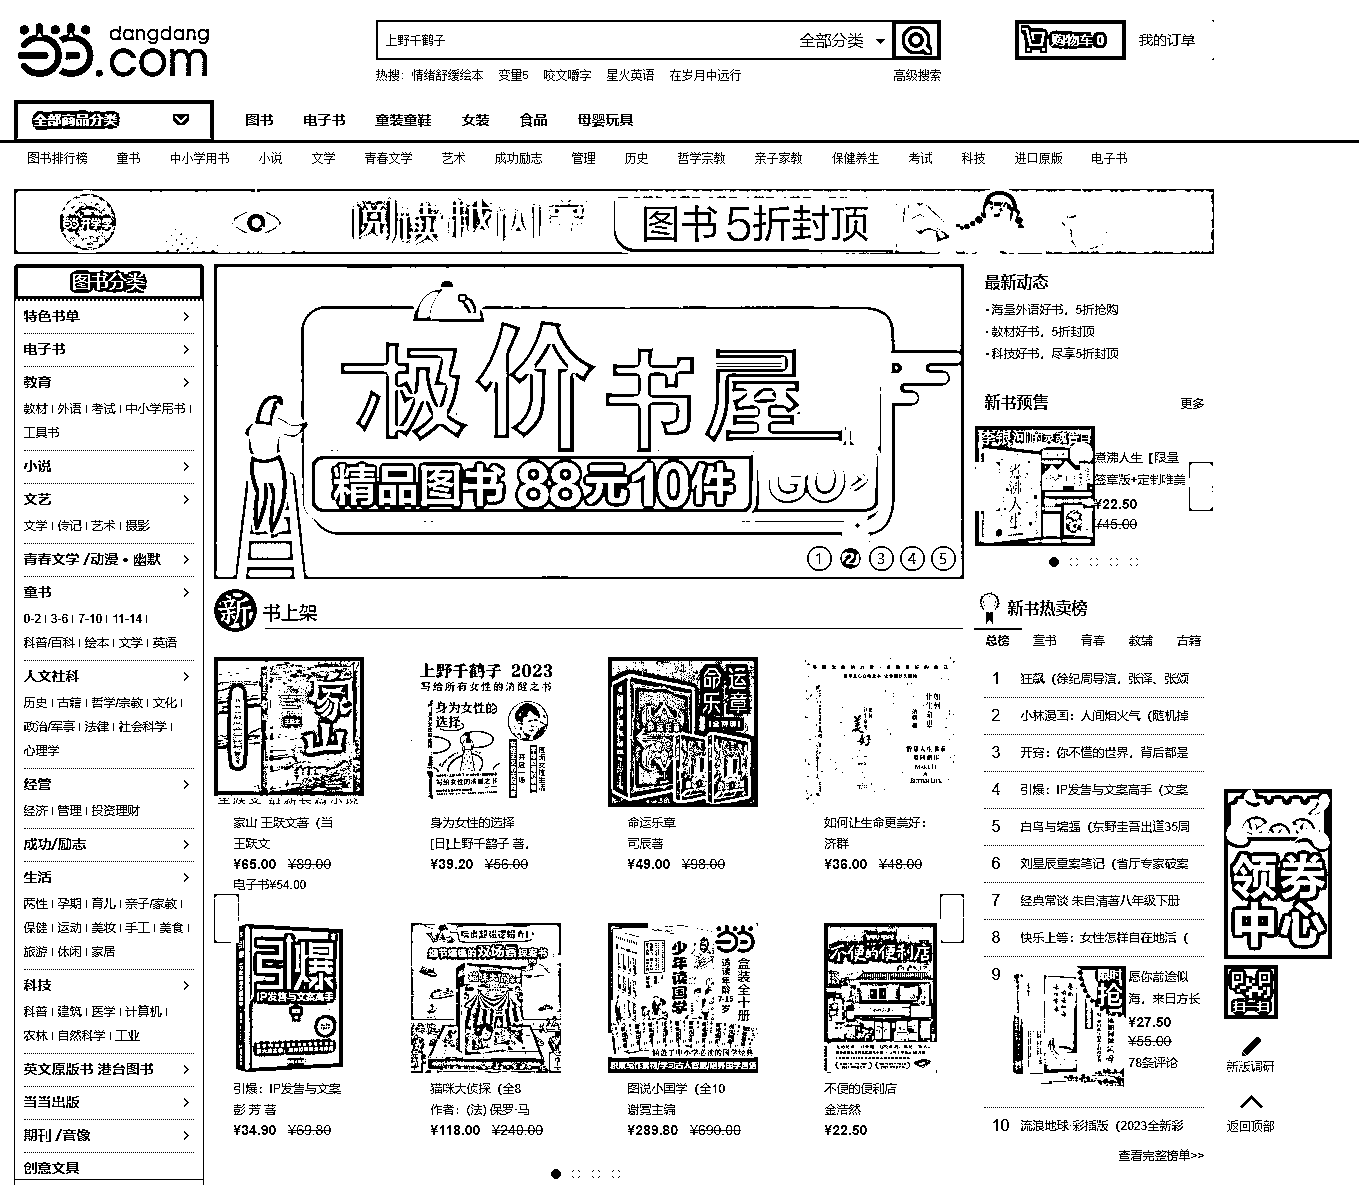 dangdang
.com
上野千鹤子
全部分类
购物车 0
我的订单
热搜: 情绪舒缓绘本 变量5 咬文嚼字 星火英语 在岁月中远行
高级搜索
全部商品分类
图书 电子书 童装童鞋 女装 食品 母婴玩具
图书排行榜 童书 中小学用书 小说 文学 青春文学 艺术 成功励志 管理 历史 哲学宗教 亲子家教 保健养生 考试 科技 进口原版 电子书
图书 5折封顶
图书分类
特色书单
电子书
教育
教材 | 外语 | 考试 | 中小学用书 |
工具书
小说
文艺
文学 | 传记 | 艺术 | 摄影
青春文学 /动漫・幽默
童书
0-2 | 3-6 | 7-10 | 11-14 |
科普/百科 | 绘本 | 文学 | 英语
人文社科
历史 | 古籍 | 哲学/宗教 | 文化 |
政治/军事 | 法律 | 社会科学 |
心理学
经管
经济 | 管理 | 投资理财
成功/励志
生活
两性 | 孕期 | 育儿 | 亲子/家教 |
保健 | 运动 | 美妆 | 手工 | 美食 |
旅游 | 休闲 | 家居
科技
科普 | 建筑 | 医学 | 计算机 |
农林 | 自然科学 | 工业
英文原版书 港台图书
当当出版
期刊 /音像
创意文具
极价书屋
精品图书 88元10件
GO
1 2 3 4 5
最新动态
·海量外语好书，5折抢购
·教材好书，5折封顶
·科技好书，尽享5折封顶
新书预售
更多
煮沸人生【限量
签章版+定制唯美
¥22.50
¥45.00
新 书上架
家山
上野千鹤子 2023
写给所有女性的清醒之书
身为女性的
选择
命运乐章
美好
家山 王跃文著（当
王跃文
¥65.00 ¥89.00
电子书¥54.00
身为女性的选择
[日]上野千鹤子 著，
¥39.20 ¥56.00
命运乐章
司辰著
¥49.00 ¥98.00
如何让生命更美好：
济群
¥36.00 ¥48.00
引爆
IP发售与文案高手
少年读国学
盒装全十册
不便的便利店
引爆：IP发售与文案
彭 芳 著
¥34.90 ¥69.80
猫咪大侦探（全8
作者：(法) 保罗·马
¥118.00 ¥240.00
图说小国学（全10
谢冕主编
¥289.80 ¥690.00
不便的便利店
金浩然
¥22.50
新书热卖榜
总榜 童书 青春 教辅 古籍
1 狂飙（徐纪周导演，张译、张颂
2 小林漫画：人间烟火气（随机掉
3 开窍：你不懂的世界，背后都是
4 引爆：IP发售与文案高手（文案
5 白鸟与蝙蝠（东野圭吾出道35周
6 刘星辰重案笔记（省厅专家破案
7 经典常谈 朱自清著八年级下册
8 快乐上等：女性怎样自在地活（
9
愿你前途似
海，来日方长
¥27.50
¥55.00
78条评论
10 流浪地球·彩插版（2023全新彩
查看完整榜单>>
领券
中心
新版调研
返回顶部